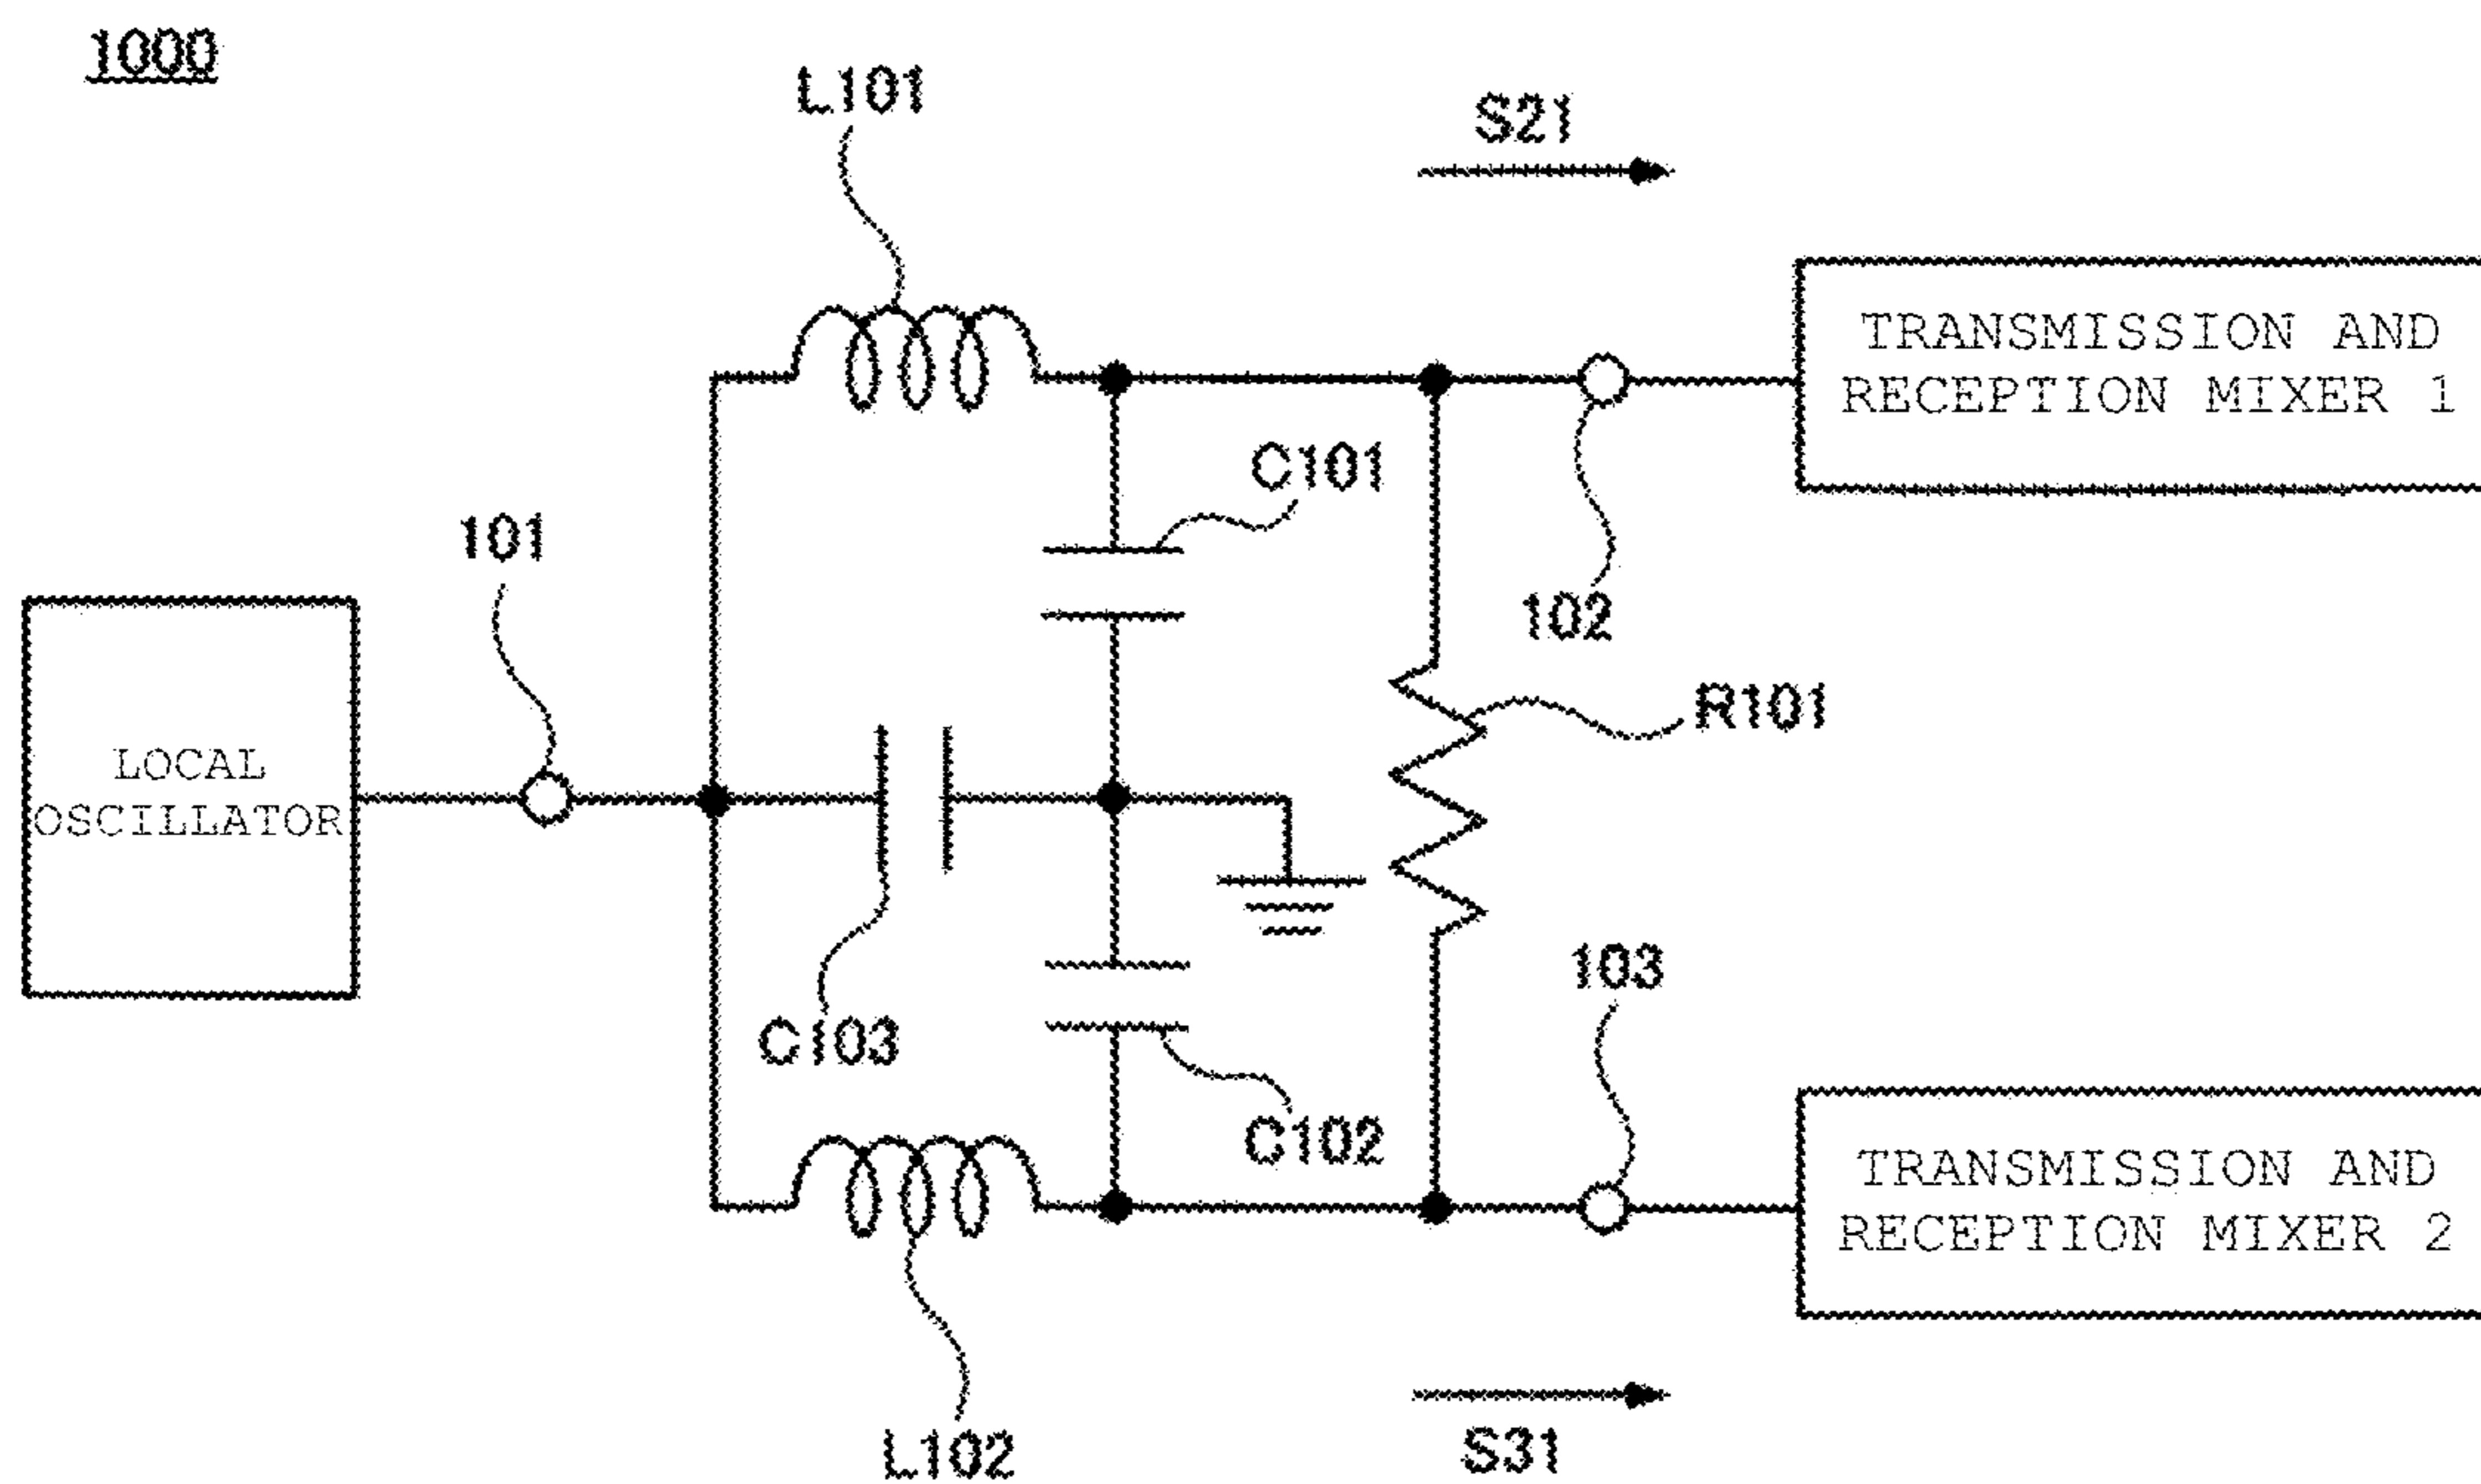 1000
L101
S21
TRANSMISSION AND
RECEPTION MIXER 1
C101
101
102
R101
LOCAL
OSCILLATOR
103
C103
C102
TRANSMISSION AND
RECEPTION MIXER 2
L102
S31